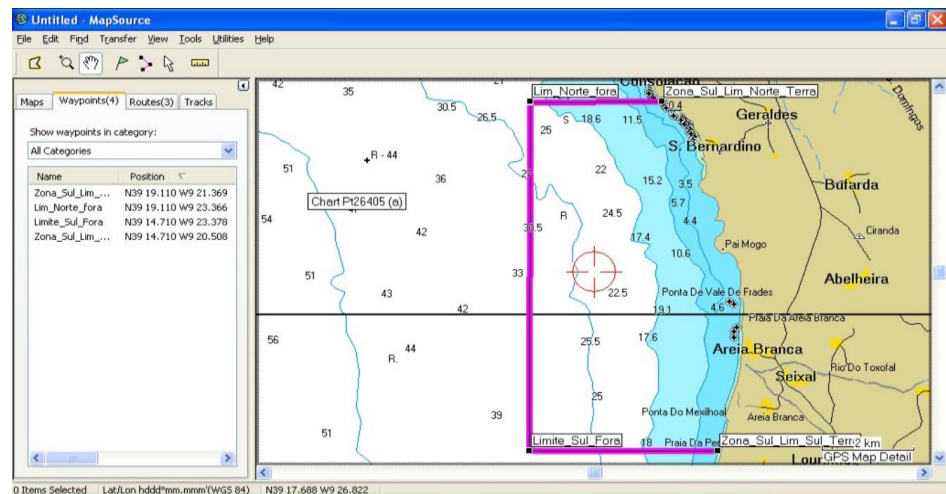 Untitled - MapSource
File Edit Find Transfer View Tools Utilities Help
Maps Waypoints(4) Routes(3) Tracks
Show waypoints in category:
All Categories
Name Position
Zona_Sul_Lim_... N39 19.110 W9 21.369
Lim_Norte_fora N39 19.110 W9 23.366
Limite_Sul_Fora N39 14.710 W9 23.378
Zona_Sul_Lim_... N39 14.710 W9 20.508
42 35 30.5 26.5
Consolacao
Lim_Norte_fora Zona_Sul_Lim_Norte_Terra
0.4
Geraldes
Domingos
25 S 18.6 11.5
S. Bernardino
R - 44
51 36 27 22 15.2 3.5
Bufarda
Chart Pt26405 (a)
54 42 30.5 R 24.5 5.7 4.4
17.4 10.6
Pai Mogo
Ciranda
51 33
Abelheira
43 22.5
Ponta De Vale De Frades
42 19.1 4.6
Praia Da Areia Branca
56 44 25.5 17.6
R.
Areia Branca
Rio Do Toxofal
Seixal
25
39
Ponta Do Mexilhoal
Areia Branca
51
Limite_Sul_Fora 18 Zona_Sul_Lim_Sul_Terr
2 km
GPS Map Detail
0 Items Selected Lat/Lon hddd°mm.mmm'(WGS 84) N39 17.688 W9 26.822